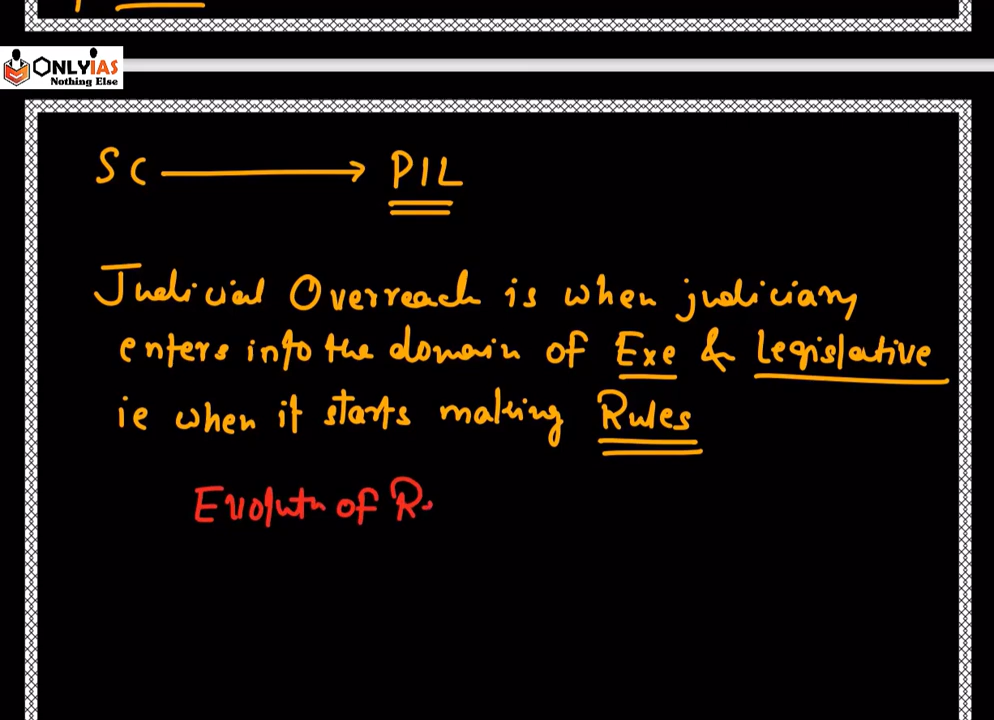 ONLYIAS
Nothing Else
SC → PIL
Judicial Overreach is when judiciary
enters into the domain of Exe & Legislative
ie when it starts making Rules
Evolutn of R